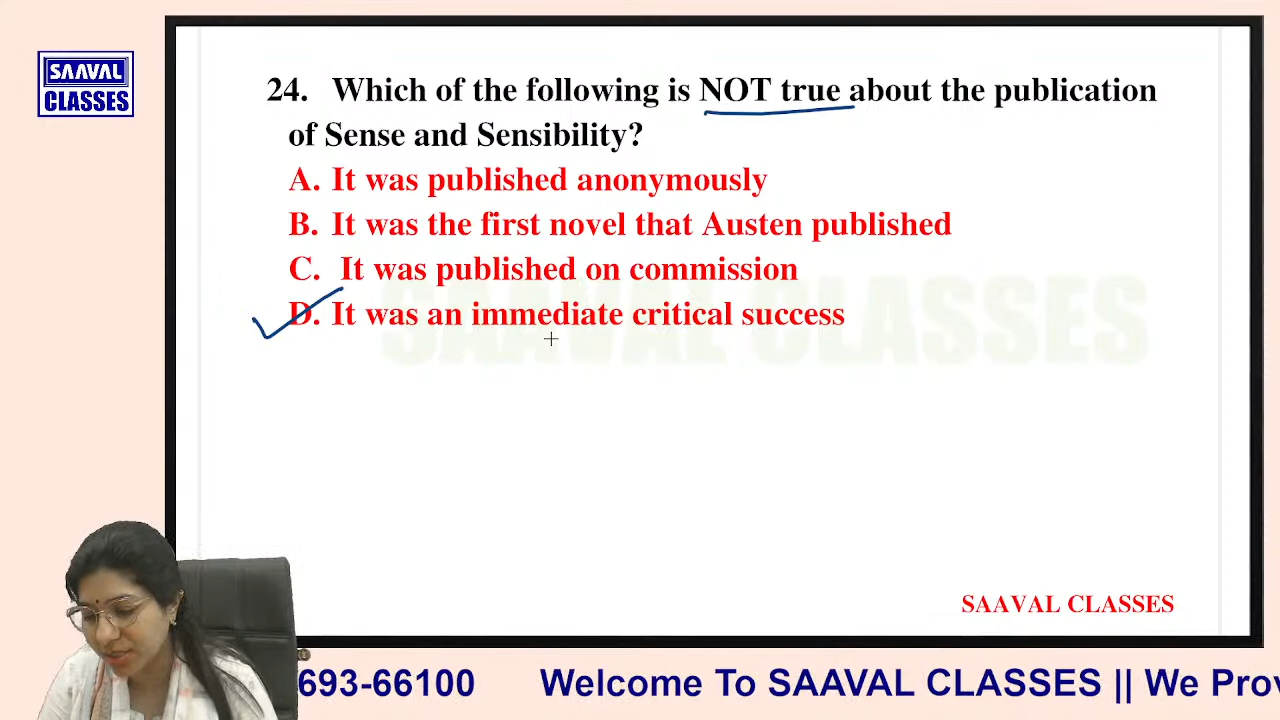 SAAVAL
CLASSES
24. Which of the following is NOT true about the publication
of Sense and Sensibility?
A. It was published anonymously
B. It was the first novel that Austen published
C. It was published on commission
D. It was an immediate critical success
SAAVAL CLASSES
SAAVAL CLASSES
693-66100 Welcome To SAAVAL CLASSES || We Prov